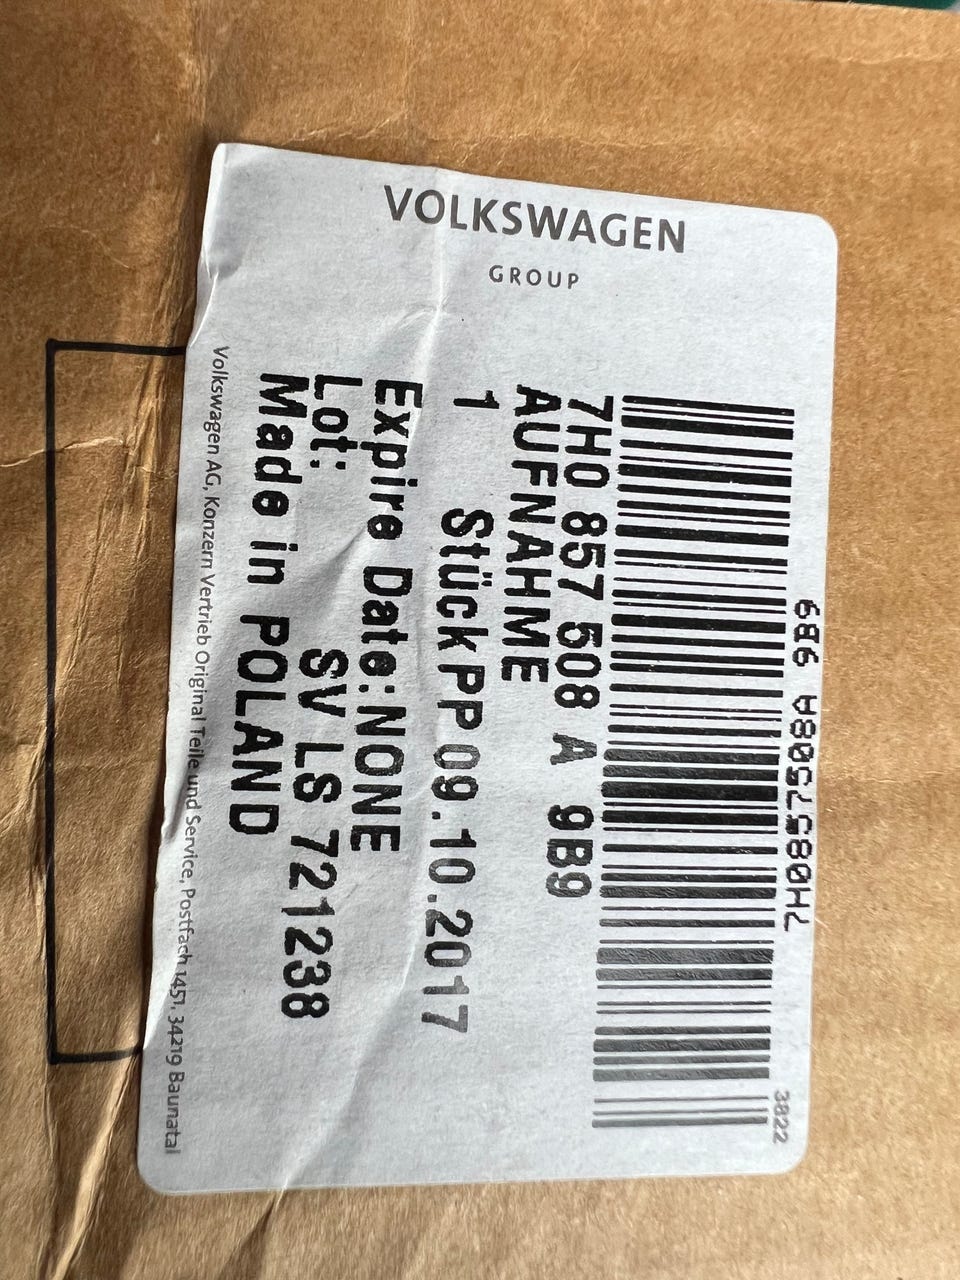 VOLKSWAGEN
GROUP
7H0857508A 9B9
3822
7H0 857 508 A 9B9
AUFNAHME
1 Stück PP 09.10.2017
Expire Date:NONE
Lot: SV LS 721238
Made in POLAND
Volkswagen AG, Konzern Vertrieb Original Teile und Service, Postfach 1451, 34219 Baunatal